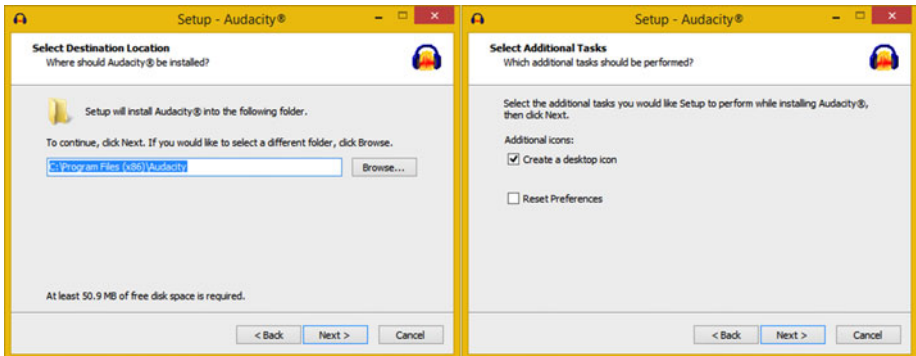 Setup - Audacity®
Select Destination Location
Where should Audacity® be installed?
Setup will install Audacity® into the following folder.
To continue, click Next. If you would like to select a different folder, click Browse.
C:\Program Files (x86)\Audacity
Browse...
At least 50.9 MB of free disk space is required.
< Back
Next >
Cancel
Setup - Audacity®
Select Additional Tasks
Which additional tasks should be performed?
Select the additional tasks you would like Setup to perform while installing Audacity®,
then click Next.
Additional icons:
Create a desktop icon
Reset Preferences
< Back
Next >
Cancel